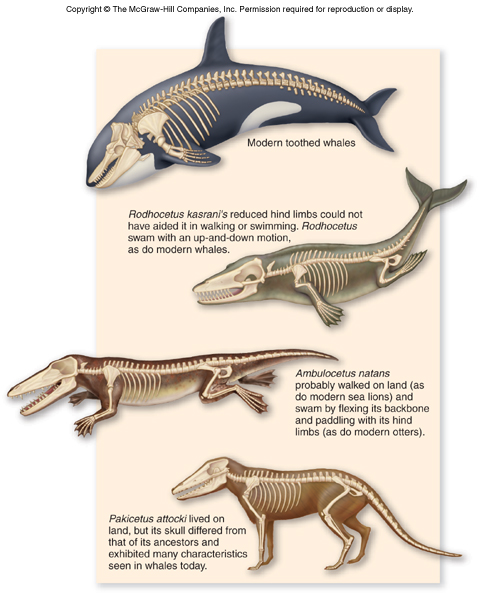 Copyright © The McGraw-Hill Companies, Inc. Permission required for reproduction or display.
Modern toothed whales
Rodhocetus kasrani's reduced hind limbs could not
have aided it in walking or swimming. Rodhocetus
swam with an up-and-down motion,
as do modern whales.
Ambulocetus natans
probably walked on land (as
do modern sea lions) and
swam by flexing its backbone
and paddling with its hind
limbs (as do modern otters).
Pakicetus attocki lived on
land, but its skull differed from
that of its ancestors and
exhibited many characteristics
seen in whales today.